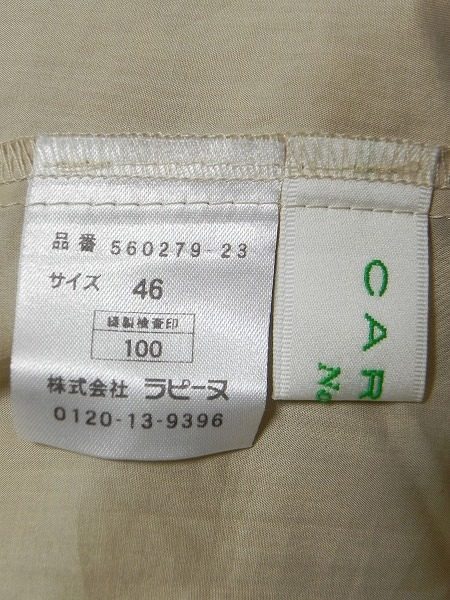 品番 560279-23
サイズ 46
縫製検査印
100
株式会社 ラピーヌ
0120-13-9396
CAR
No